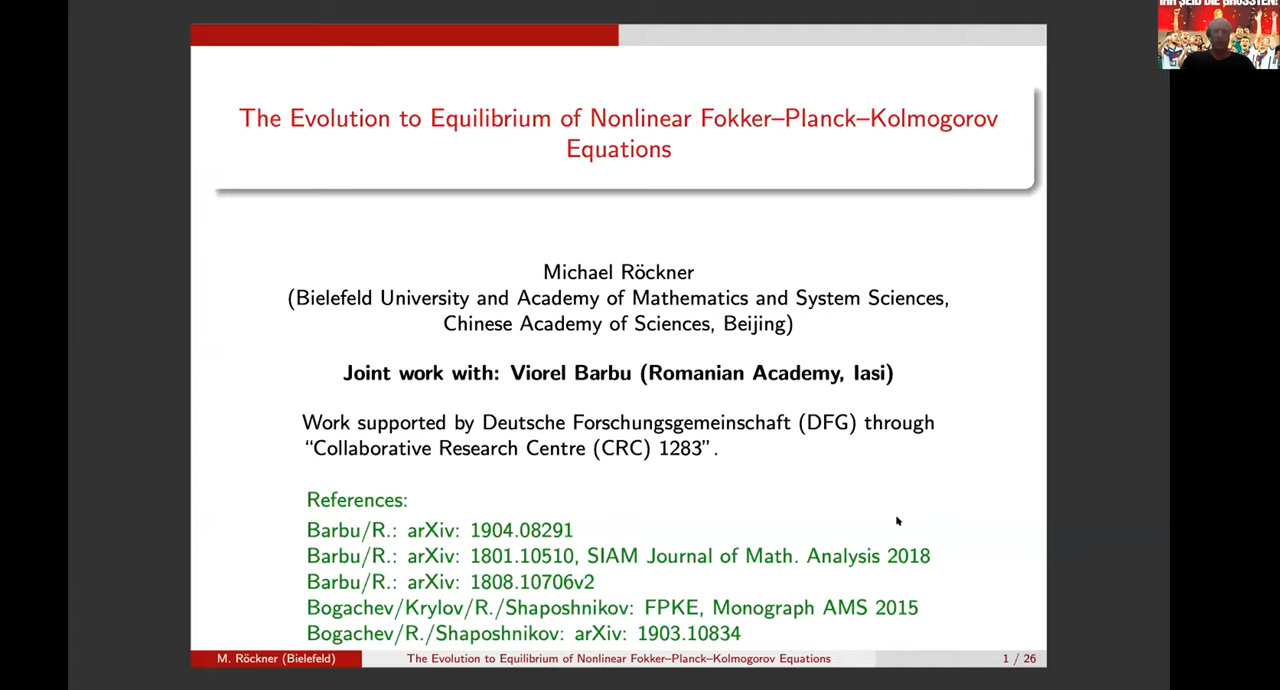 IHR SEID DIE GRÖSSTEN!
The Evolution to Equilibrium of Nonlinear Fokker–Planck–Kolmogorov
Equations
Michael Röckner
(Bielefeld University and Academy of Mathematics and System Sciences,
Chinese Academy of Sciences, Beijing)
Joint work with: Viorel Barbu (Romanian Academy, Iasi)
Work supported by Deutsche Forschungsgemeinschaft (DFG) through
“Collaborative Research Centre (CRC) 1283”.
References:
Barbu/R.: arXiv: 1904.08291
Barbu/R.: arXiv: 1801.10510, SIAM Journal of Math. Analysis 2018
Barbu/R.: arXiv: 1808.10706v2
Bogachev/Krylov/R./Shaposhnikov: FPKE, Monograph AMS 2015
Bogachev/R./Shaposhnikov: arXiv: 1903.10834
M. Röckner (Bielefeld) The Evolution to Equilibrium of Nonlinear Fokker–Planck–Kolmogorov Equations 1 / 26